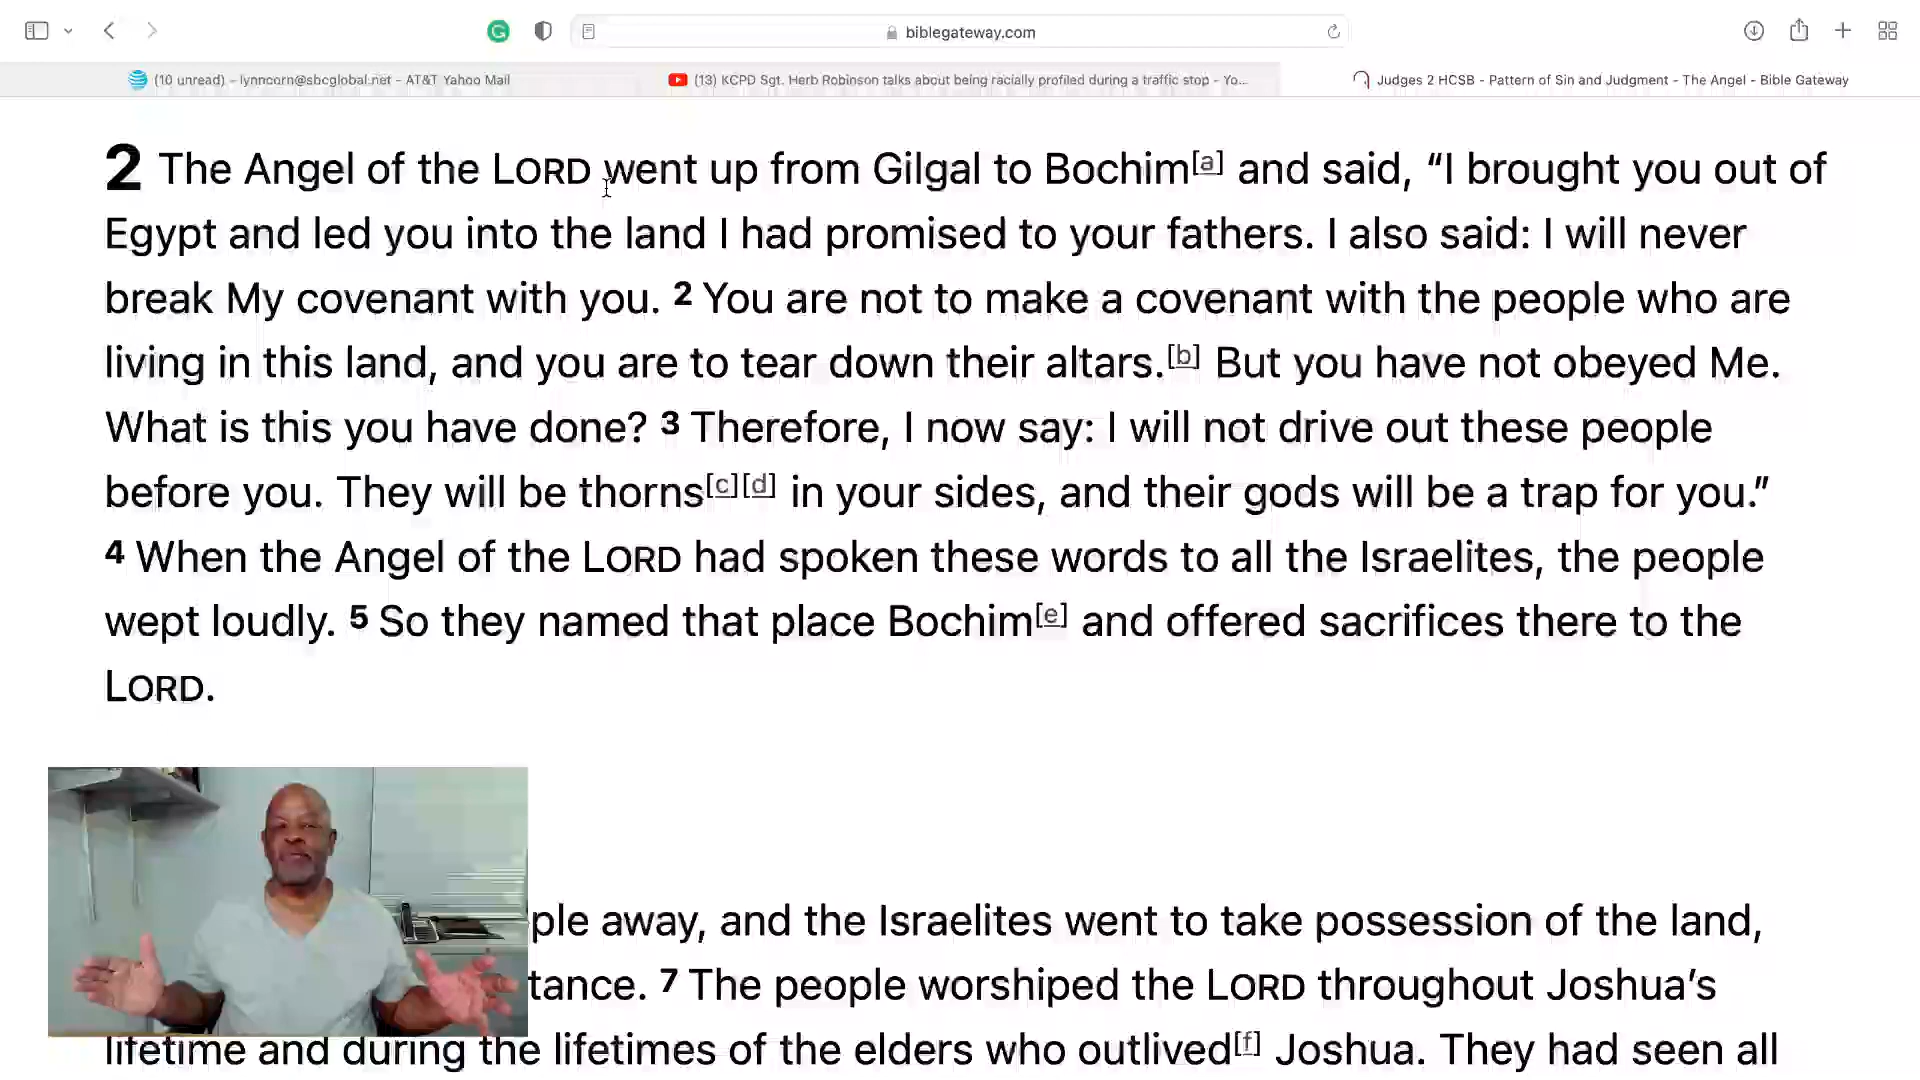 biblegateway.com
(10 unread) - lynncorn@sbcglobal.net - AT&T Yahoo Mail
(13) KCPD Sgt. Herb Robinson talks about being racially profiled during a traffic stop - Yo...
Judges 2 HCSB - Pattern of Sin and Judgment - The Angel - Bible Gateway
2 The Angel of the LORD went up from Gilgal to Bochim[a] and said, “I brought you out of
Egypt and led you into the land I had promised to your fathers. I also said: I will never
break My covenant with you. 2 You are not to make a covenant with the people who are
living in this land, and you are to tear down their altars.[b] But you have not obeyed Me.
What is this you have done? 3 Therefore, I now say: I will not drive out these people
before you. They will be thorns[c][d] in your sides, and their gods will be a trap for you.”
4 When the Angel of the LORD had spoken these words to all the Israelites, the people
wept loudly. 5 So they named that place Bochim[e] and offered sacrifices there to the
LORD.
ple away, and the Israelites went to take possession of the land,
tance. 7 The people worshiped the LORD throughout Joshua’s
lifetime and during the lifetimes of the elders who outlived[f] Joshua. They had seen all